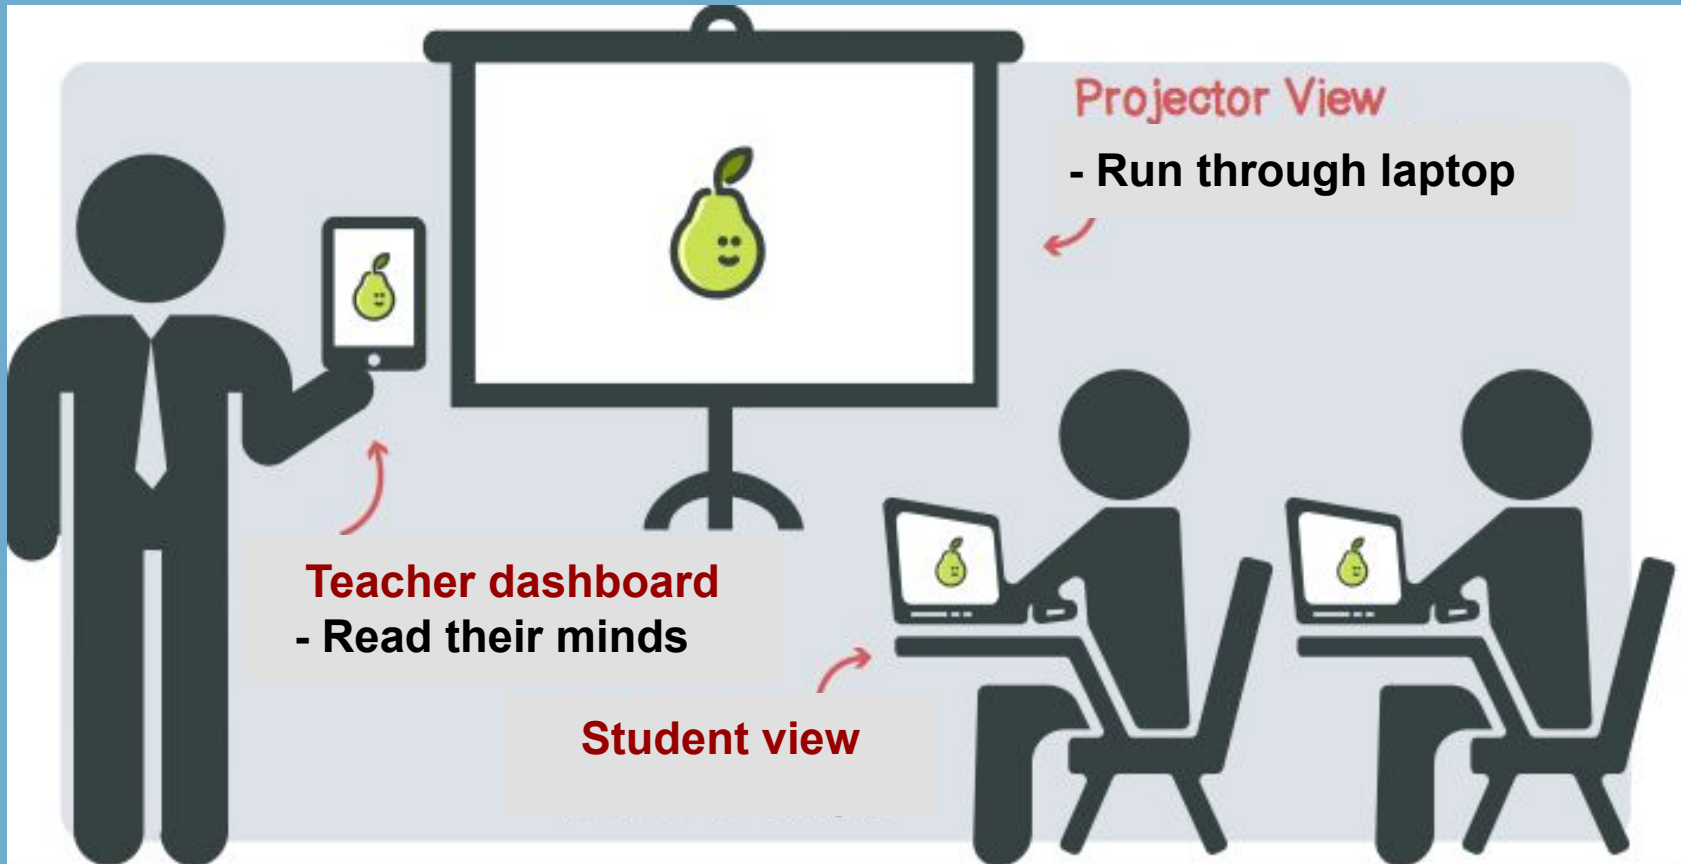 Projector View
- Run through laptop
Teacher dashboard
- Read their minds
Student view